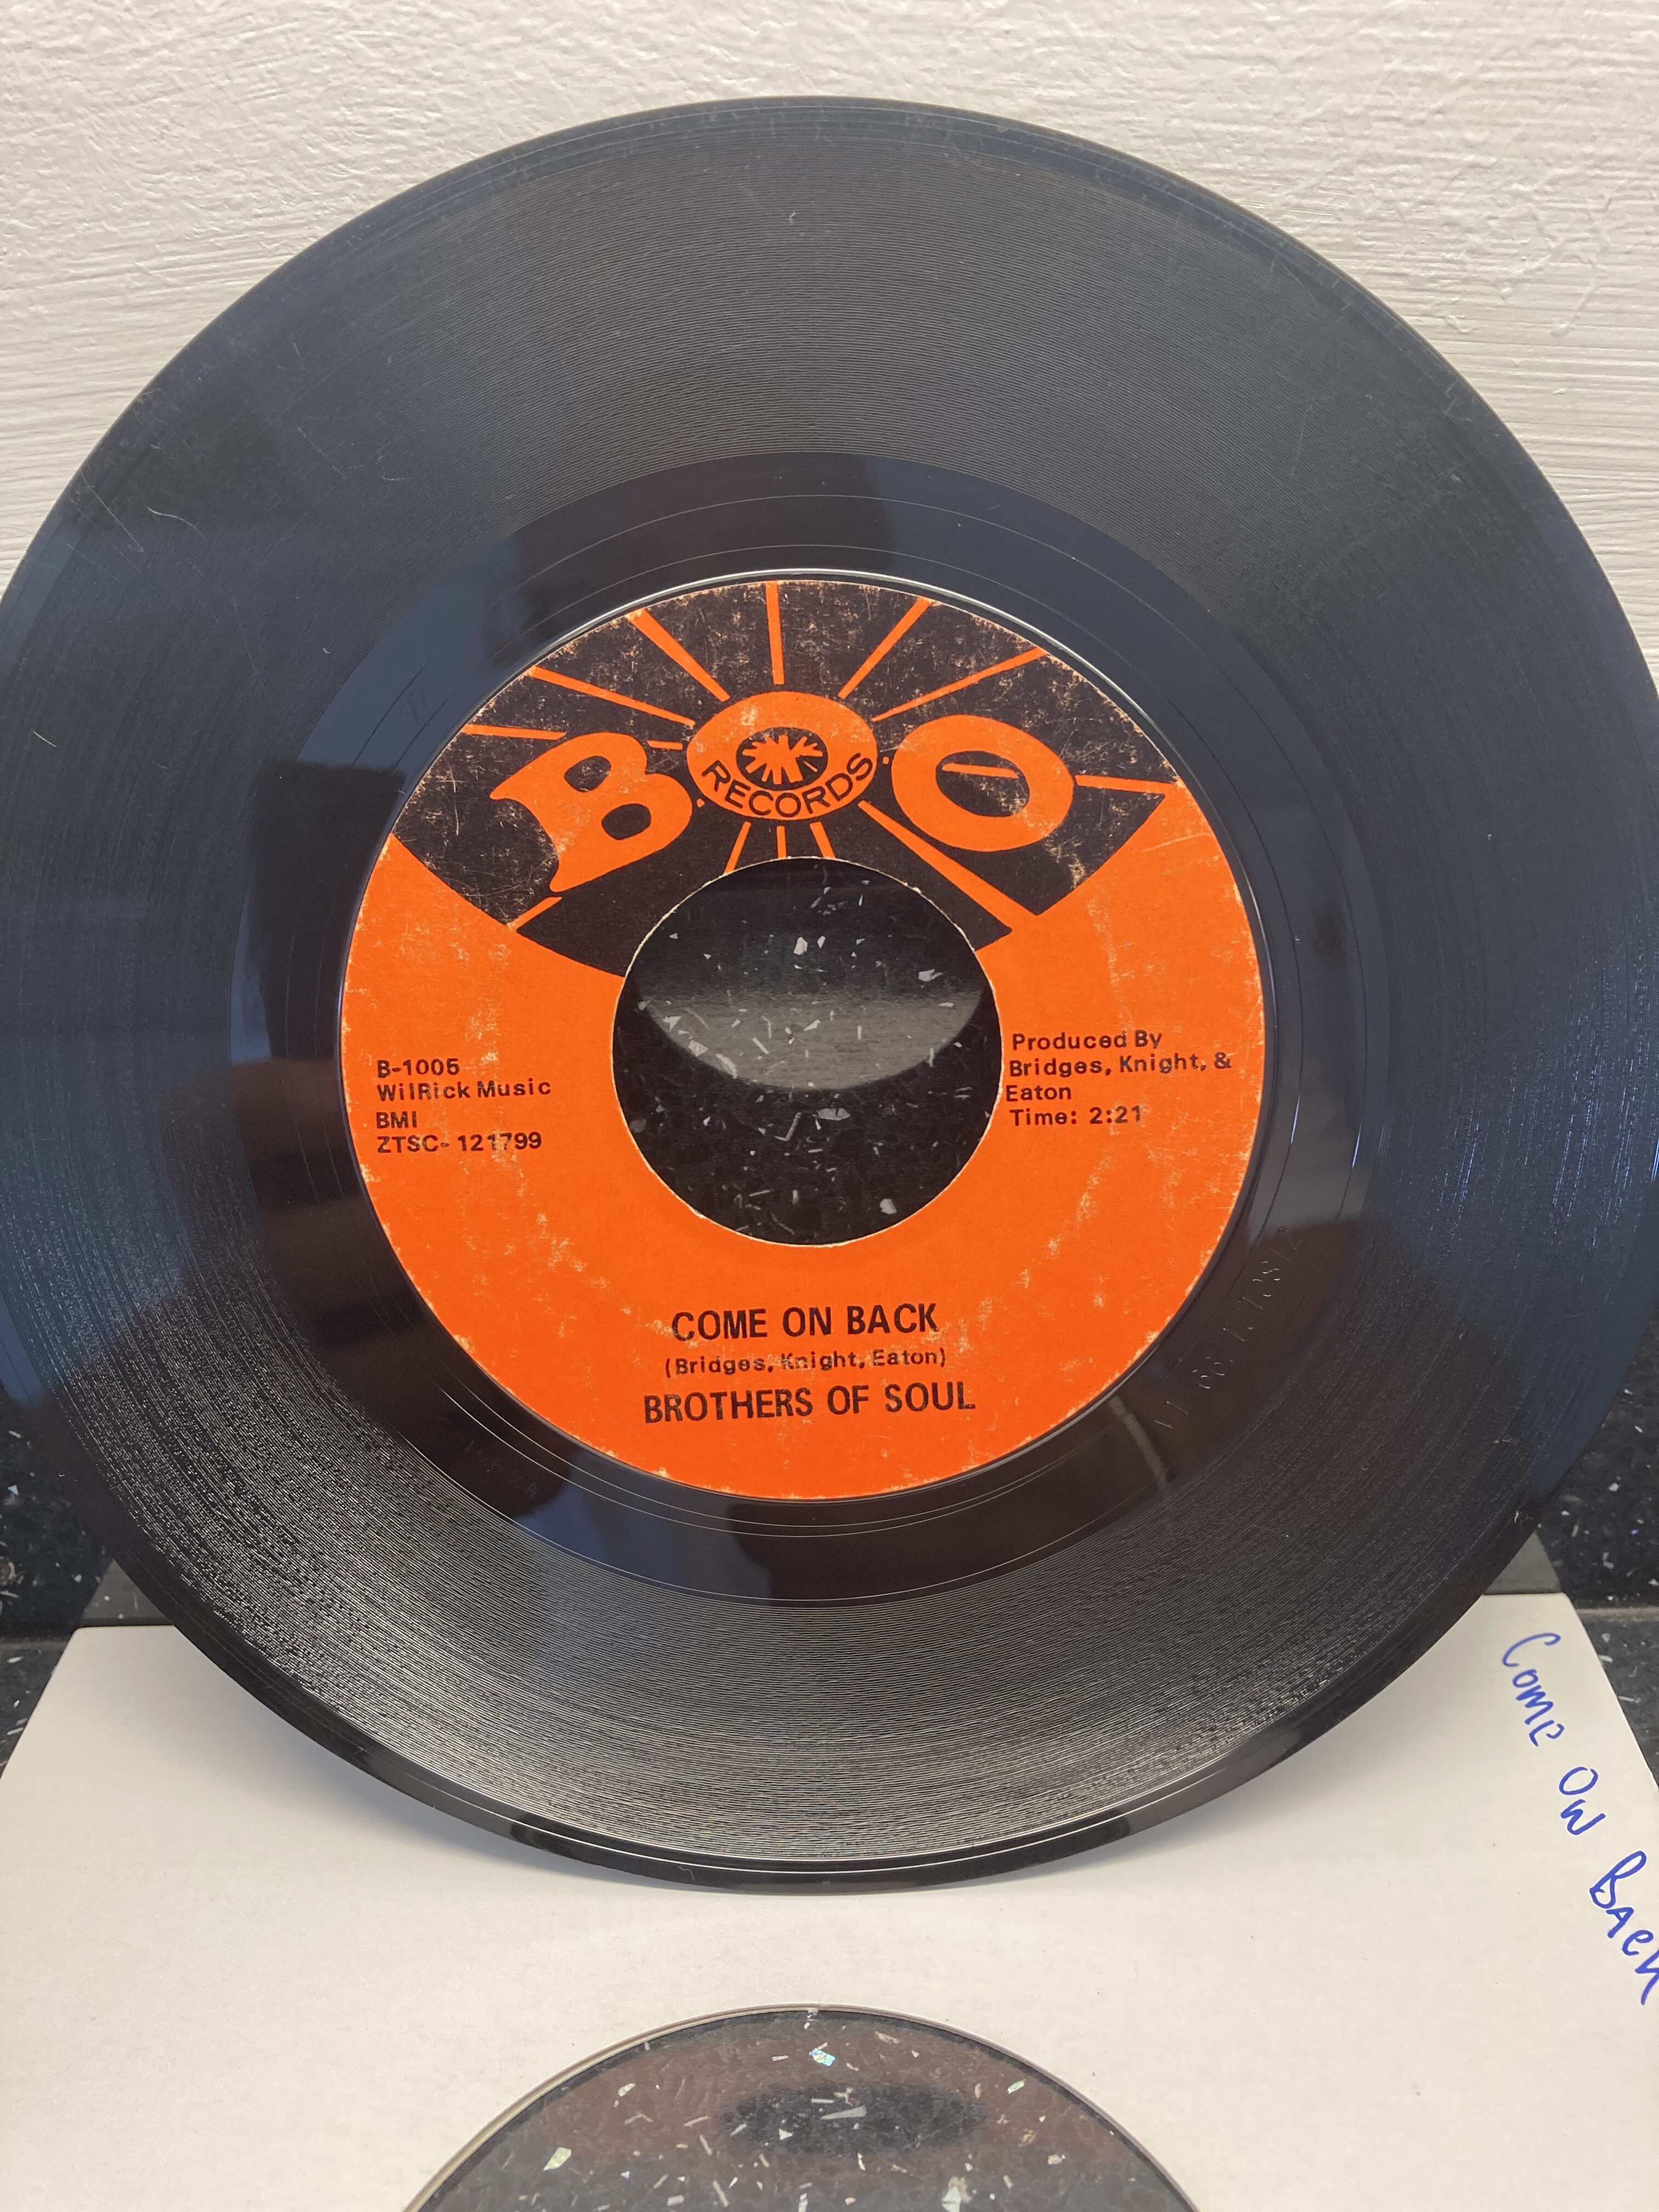 BOO
RECORDS
B-1005
WilRick Music
BMI
ZTSC-121799
Produced By
Bridges, Knight, &
Eaton
Time: 2:21
COME ON BACK
(Bridges, Knight, Eaton)
BROTHERS OF SOUL
Come On Back